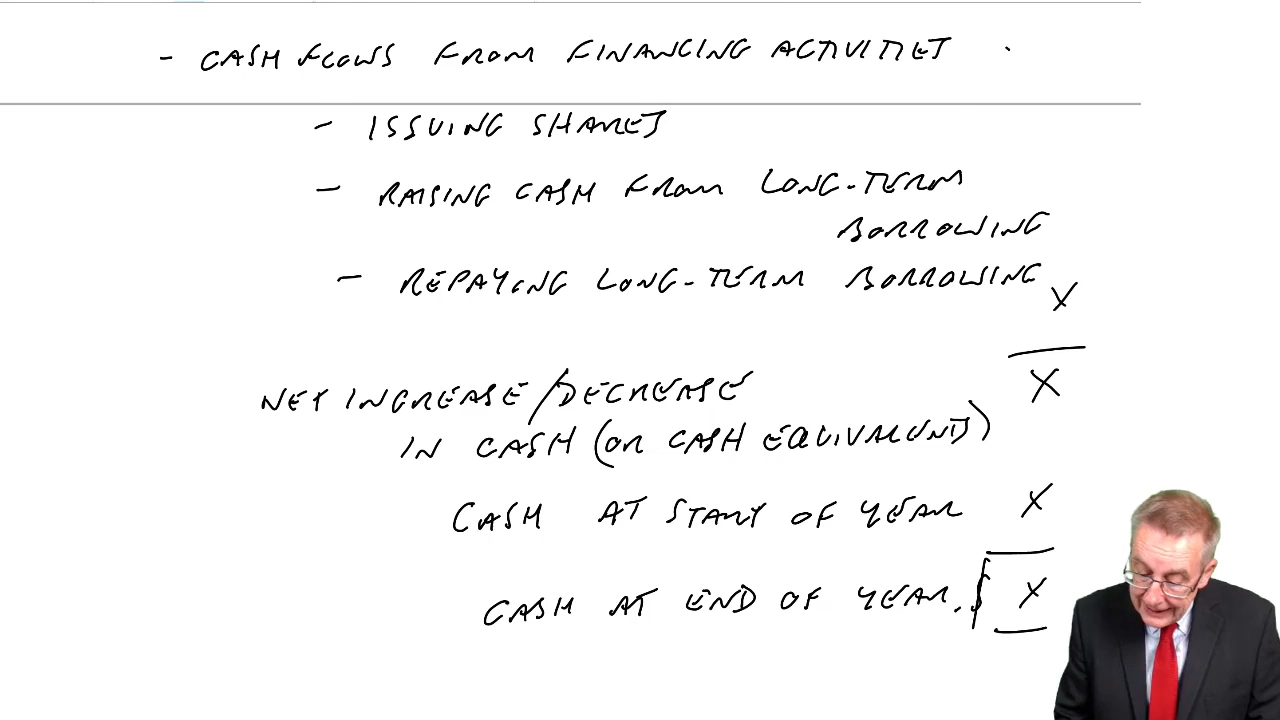 - CASH FLOWS FROM FINANCING ACTIVITIES
- ISSUING SHARES
- RAISING CASH FROM LONG-TERM
BORROWING
- REPAYING LONG-TERM BORROWING X
NET INCREASE/DECREASE X
IN CASH (OR CASH EQUIVALENTS)
CASH AT START OF YEAR X
CASH AT END OF YEAR. $ X